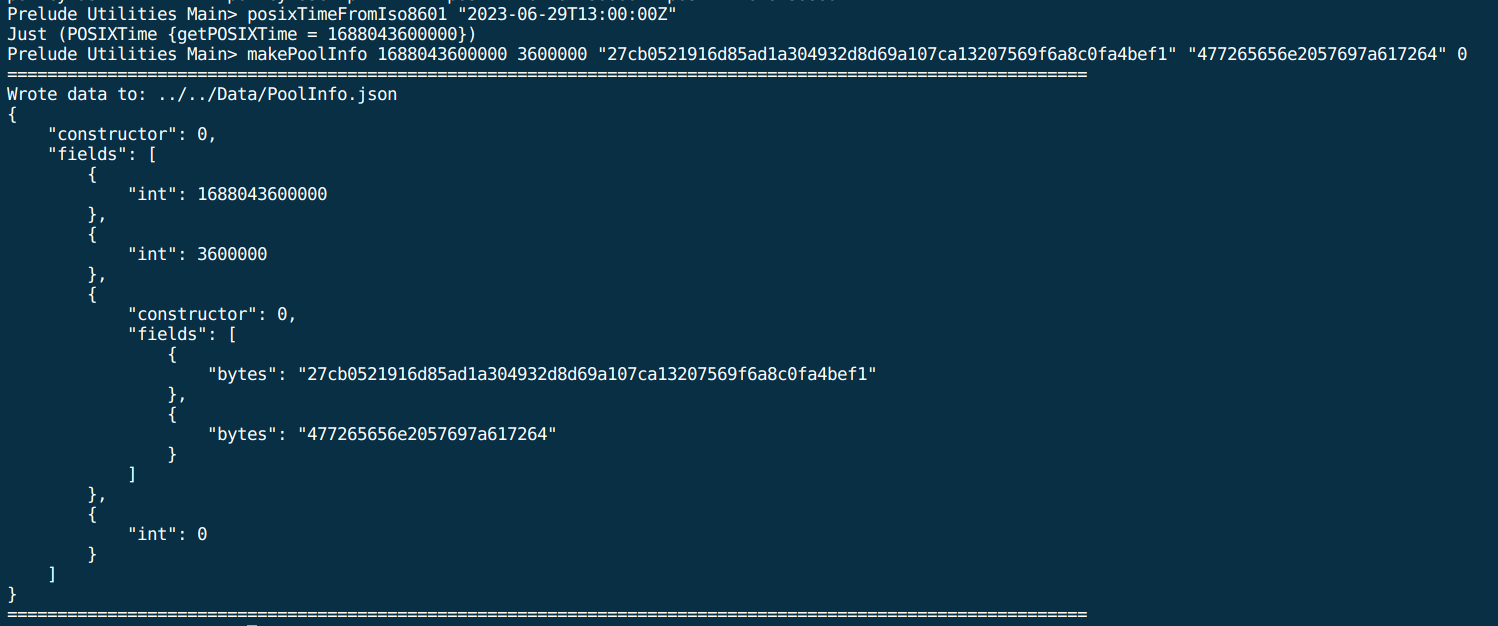 Prelude Utilities Main> posixTimeFromIso8601 "2023-06-29T13:00:00Z"
Just (POSIXTime {getPOSIXTime = 1688043600000})
Prelude Utilities Main> makePoolInfo 1688043600000 3600000 "27cb0521916d85ad1a304932d8d69a107ca13207569f6a8c0fa4bef1" "477265656e2057697a617264" 0
============================================================================================================
Wrote data to: ../../Data/PoolInfo.json
{
    "constructor": 0,
    "fields": [
        {
            "int": 1688043600000
        },
        {
            "int": 3600000
        },
        {
            "constructor": 0,
            "fields": [
                {
                    "bytes": "27cb0521916d85ad1a304932d8d69a107ca13207569f6a8c0fa4bef1"
                },
                {
                    "bytes": "477265656e2057697a617264"
                }
            ]
        },
        {
            "int": 0
        }
    ]
}
============================================================================================================